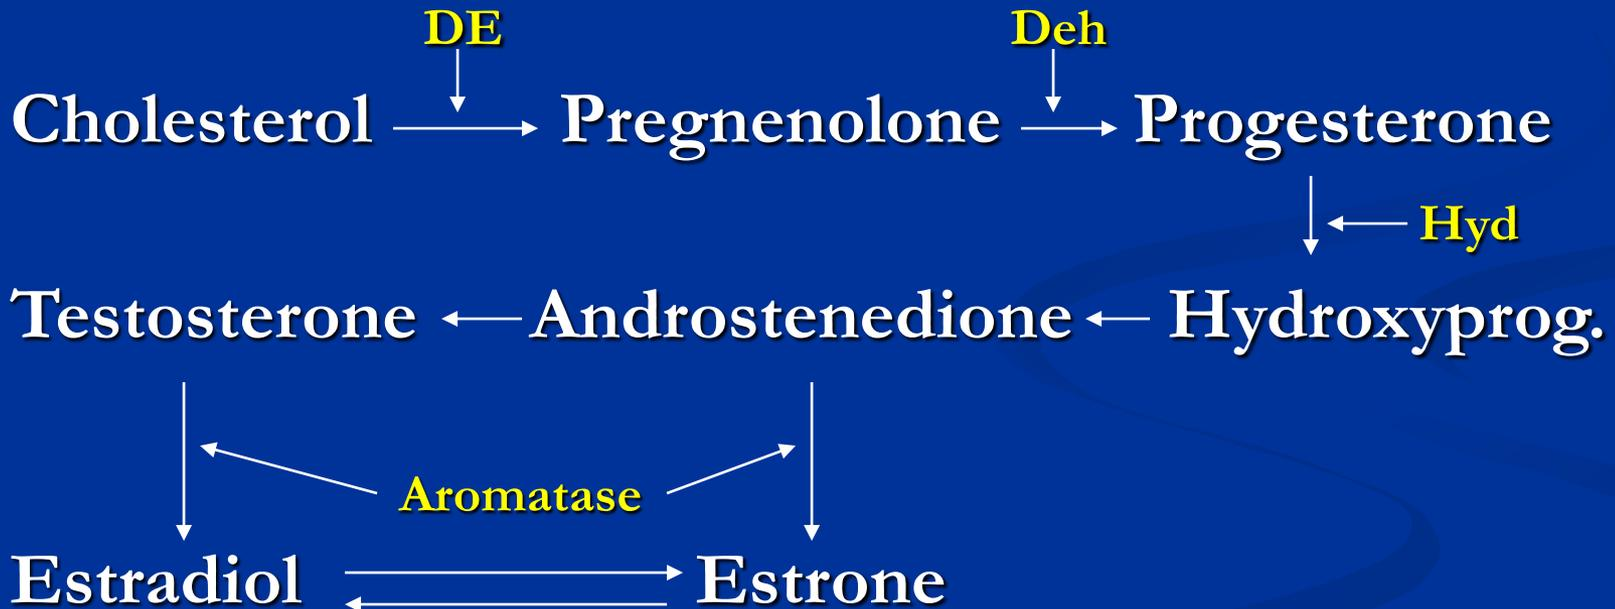 DE Deh
Cholesterol Pregnenolone Progesterone
Hyd
Testosterone Androstenedione Hydroxyprog.
Aromatase
Estradiol Estrone